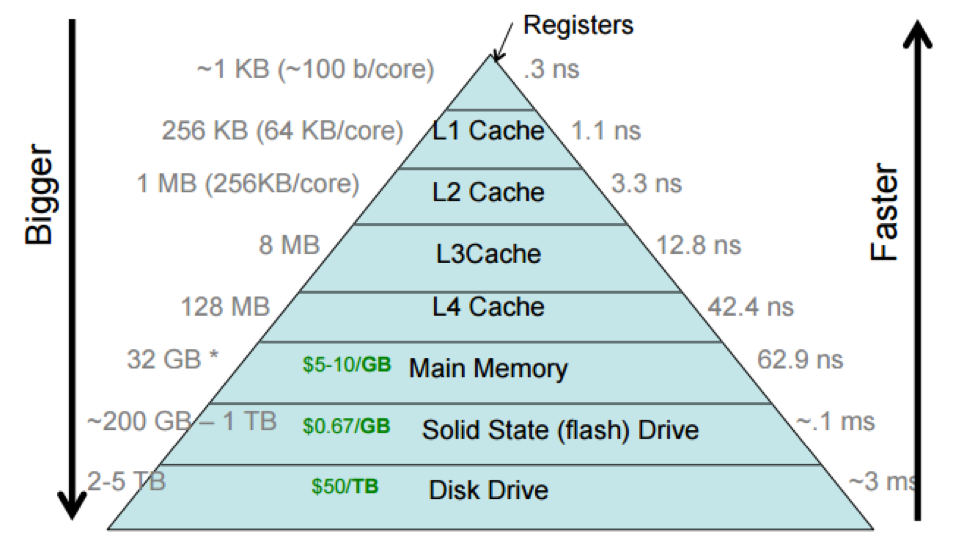 Registers
~1 KB (~100 b/core) .3 ns
256 KB (64 KB/core) L1 Cache 1.1 ns
1 MB (256KB/core) L2 Cache 3.3 ns
8 MB L3Cache 12.8 ns
128 MB L4 Cache 42.4 ns
32 GB * $5-10/GB Main Memory 62.9 ns
~200 GB – 1 TB $0.67/GB Solid State (flash) Drive ~.1 ms
2-5 TB $50/TB Disk Drive ~3 ms
Bigger
Faster